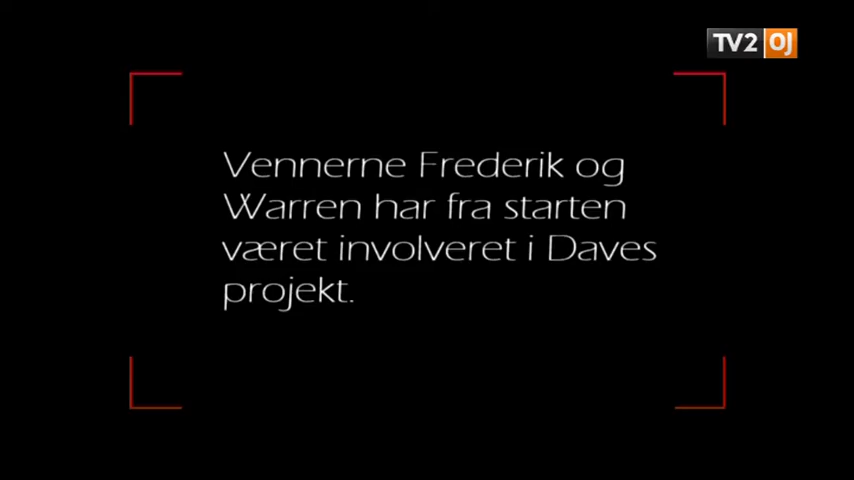 TV2 OJ
Vennerne Frederik og
Warren har fra starten
været involveret i Daves
projekt.